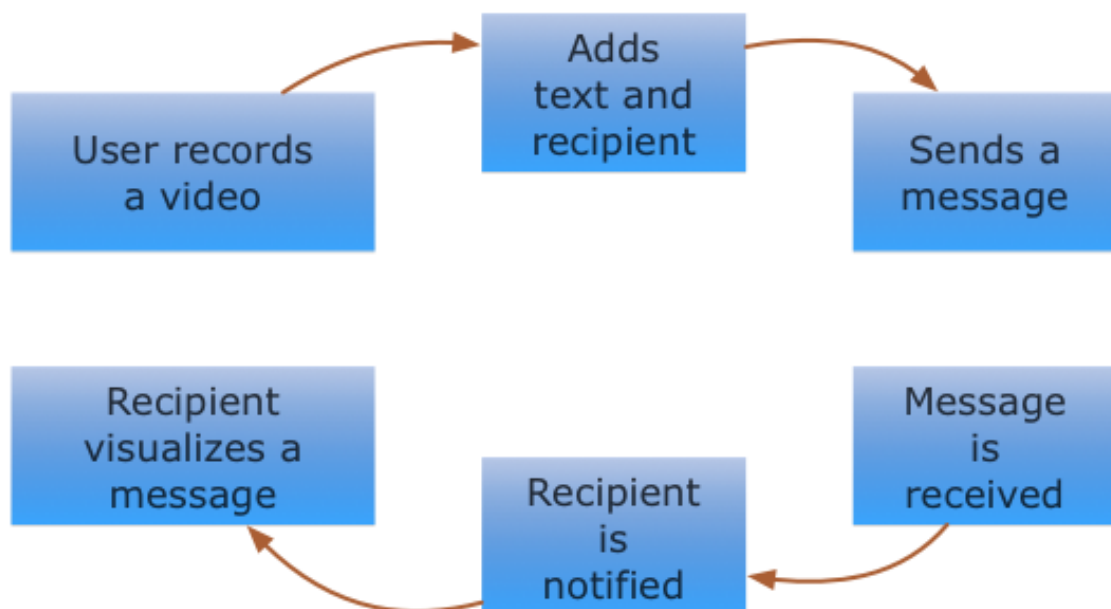 User records
a video
Adds
text and
recipient
Sends a
message
Message
is
received
Recipient
is
notified
Recipient
visualizes a
message